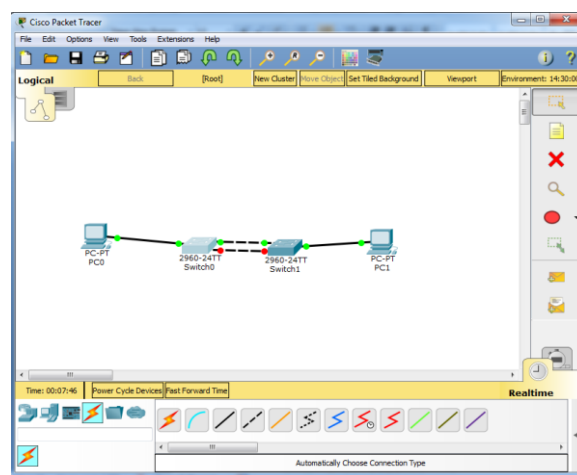 Cisco Packet Tracer
File Edit Options View Tools Extensions Help
Logical Back [Root] New Cluster Move Object Set Tiled Background Viewport Environment: 14:30:00
PC-PT
PC0
2960-24TT
Switch0
2960-24TT
Switch1
PC-PT
PC1
Time: 00:07:46 Power Cycle Devices Fast Forward Time Realtime
Automatically Choose Connection Type